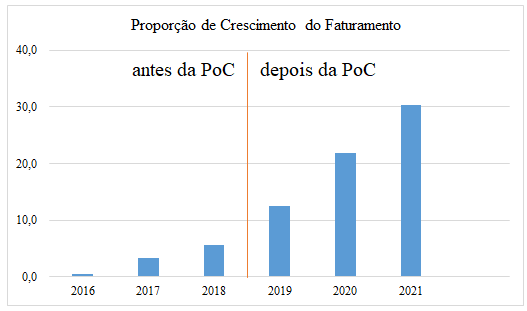 Proporção de Crescimento do Faturamento
40,0
antes da PoC depois da PoC
30,0
20,0
10,0
0,0
2016 2017 2018 2019 2020 2021